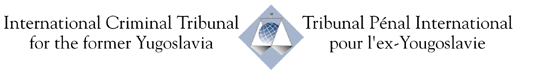 International Criminal Tribunal
for the former Yugoslavia
Tribunal Pénal International
pour l'ex-Yougoslavie